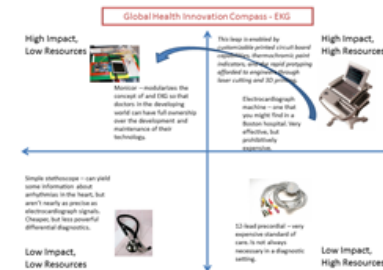 Global Health Innovation Compass - EKG
High Impact,
Low Resources
High Impact,
High Resources
This leap is enabled by
customizable printed circuit board
capabilities, thermochromic paint
indicators, and the rapid protyping
afforded to engineers through
laser cutting and 3D printing.
Monicor – modularizes the
concept of and EKG so that
doctors in the developing
world can have full ownership
over the development and
maintenance of their
technology.
Electrocardiograph
machine – one that
you might find in a
Boston hospital. Very
effective, but
prohibitively
expensive.
Simple stethoscope – can yield
some information about
arrhythmias in the heart, but
aren't nearly as precise as
electrocardiograph signals.
Cheaper, but less powerful
differential diagnostics.
12-lead precordial – very
expensive standard of
care, is not always
necessary in a diagnostic
setting.
Low Impact,
Low Resources
Low Impact,
High Resources